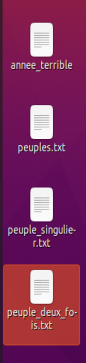 annee_terrible
peuples.txt
peuple_singulie-
r.txt
peuple_deux_fo-
is.txt